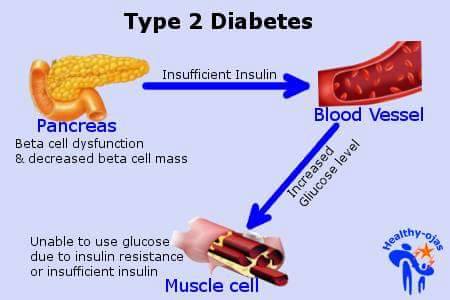 Type 2 Diabetes
Insufficient Insulin
Pancreas
Beta cell dysfunction
& decreased beta cell mass
Blood Vessel
Increased
Gliucose level
Unable to use glucose
due to insulin resistance
or insufficient insulin
Muscle cell
Healthy-ojas